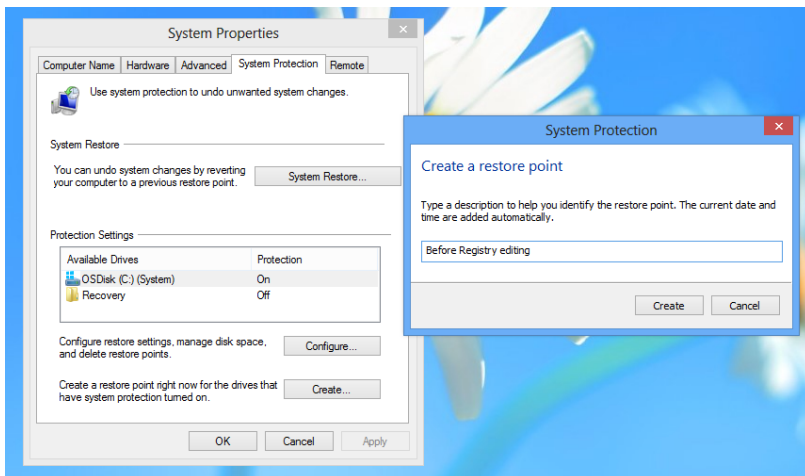 System Properties
Computer Name Hardware Advanced System Protection Remote
Use system protection to undo unwanted system changes.
System Restore
You can undo system changes by reverting
your computer to a previous restore point.
System Restore...
Protection Settings
Available Drives Protection
OSDisk (C:) (System) On
Recovery Off
Configure restore settings, manage disk space,
and delete restore points.
Configure...
Create a restore point right now for the drives that
have system protection turned on.
Create...
OK Cancel Apply
System Protection
Create a restore point
Type a description to help you identify the restore point. The current date and
time are added automatically.
Before Registry editing
Create Cancel